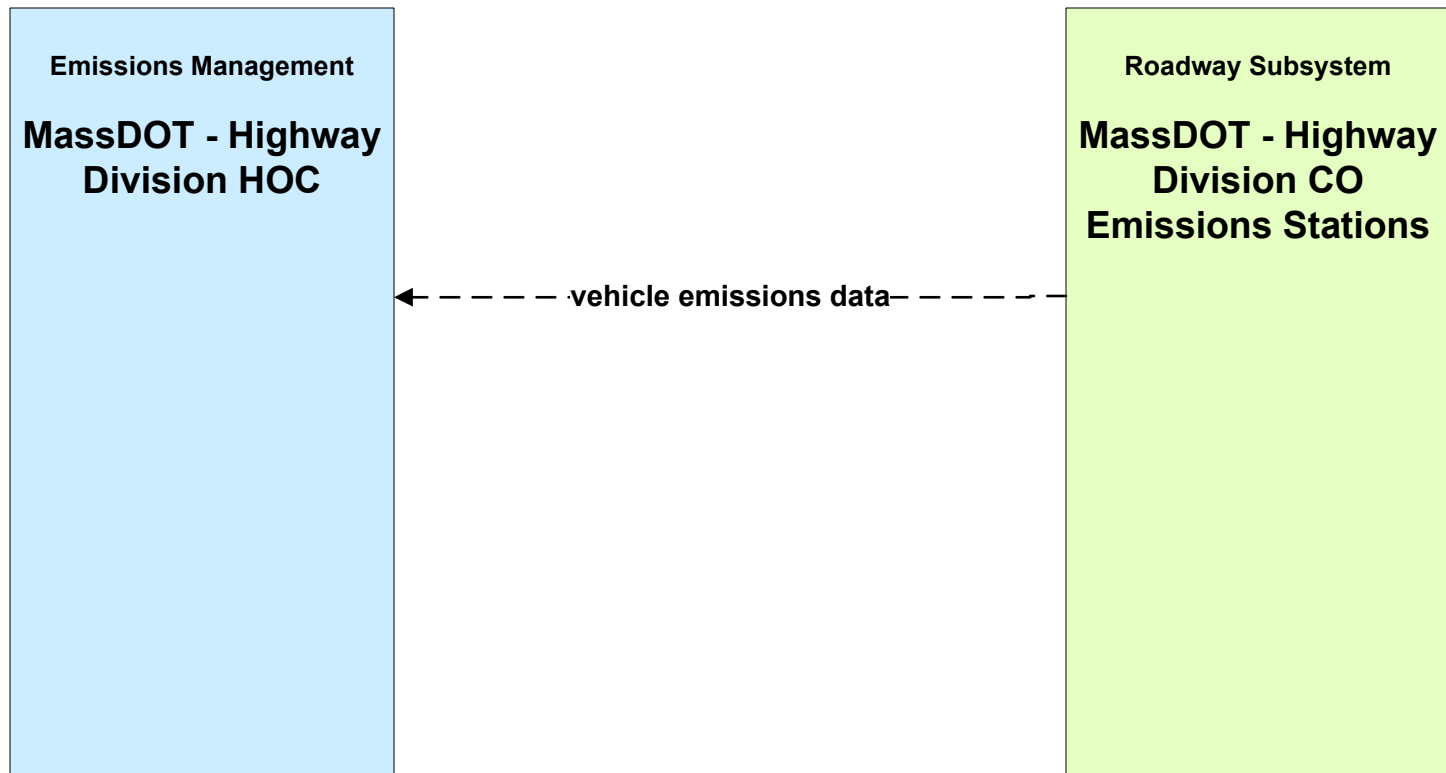 Emissions Management
MassDOT - Highway
Division HOC
Roadway Subsystem
MassDOT - Highway
Division CO
Emissions Stations
vehicle emissions data